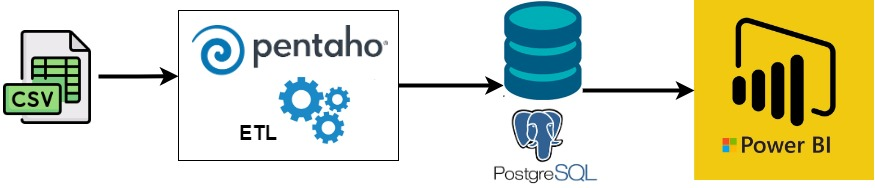 CSV
pentaho
ETL
PostgreSQL
Power BI